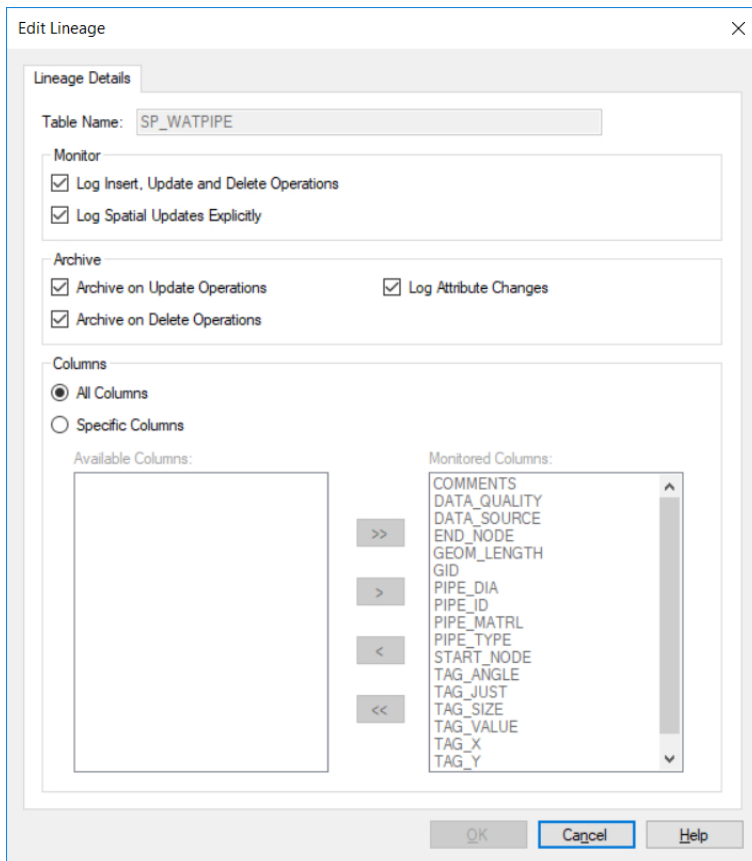 Edit Lineage
Lineage Details
Table Name: SP_WATPIPE
Monitor
Log Insert, Update and Delete Operations
Log Spatial Updates Explicitly
Archive
Archive on Update Operations
Log Attribute Changes
Archive on Delete Operations
Columns
All Columns
Specific Columns
Available Columns:
>>
>
<
<<
Monitored Columns:
COMMENTS
DATA_QUALITY
DATA_SOURCE
END_NODE
GEOM_LENGTH
GID
PIPE_DIA
PIPE_ID
PIPE_MATRL
PIPE_TYPE
START_NODE
TAG_ANGLE
TAG_JUST
TAG_SIZE
TAG_VALUE
TAG_X
TAG_Y
OK
Cancel
Help